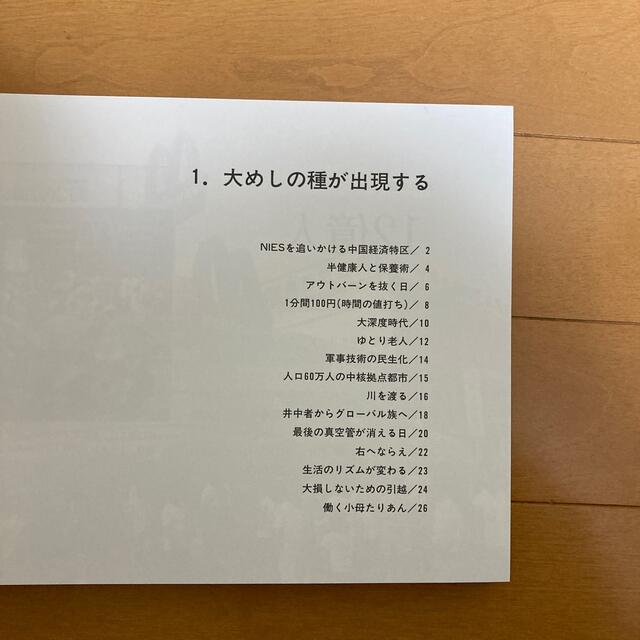 1. 大めしの種が出現する
NIESを追いかける中国経済特区／ 2
半健康人と保養術／ 4
アウトバーンを抜く日／ 6
1分間100円(時間の値打ち)／ 8
大深度時代／10
ゆとり老人／12
軍事技術の民生化／14
人口60万人の中核拠点都市／15
川を渡る／16
井中者からグローバル族へ／18
最後の真空管が消える日／20
右へならえ／22
生活のリズムが変わる／23
大損しないための引越／24
働く小母たりあん／26